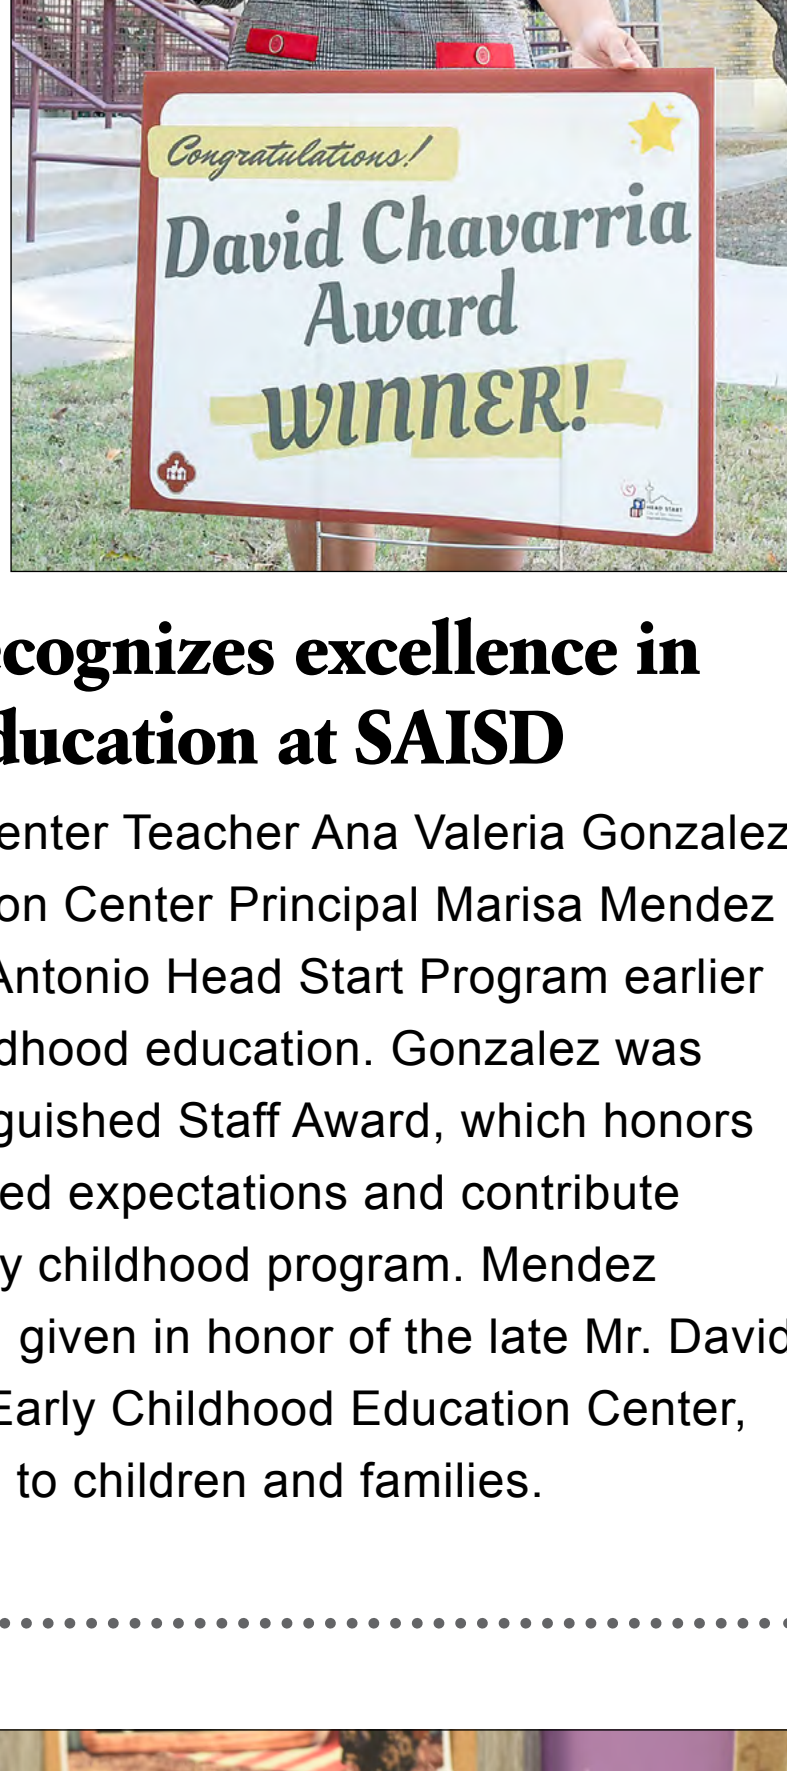 Congratulations!
David Chavarria
Award
WINNER!
HEAD START
ecognizes excellence in
ducation at SAISD
enter Teacher Ana Valeria Gonzalez
on Center Principal Marisa Mendez
Antonio Head Start Program earlier
dhood education. Gonzalez was
guished Staff Award, which honors
ed expectations and contribute
y childhood program. Mendez
given in honor of the late Mr. David
Early Childhood Education Center,
to children and families.